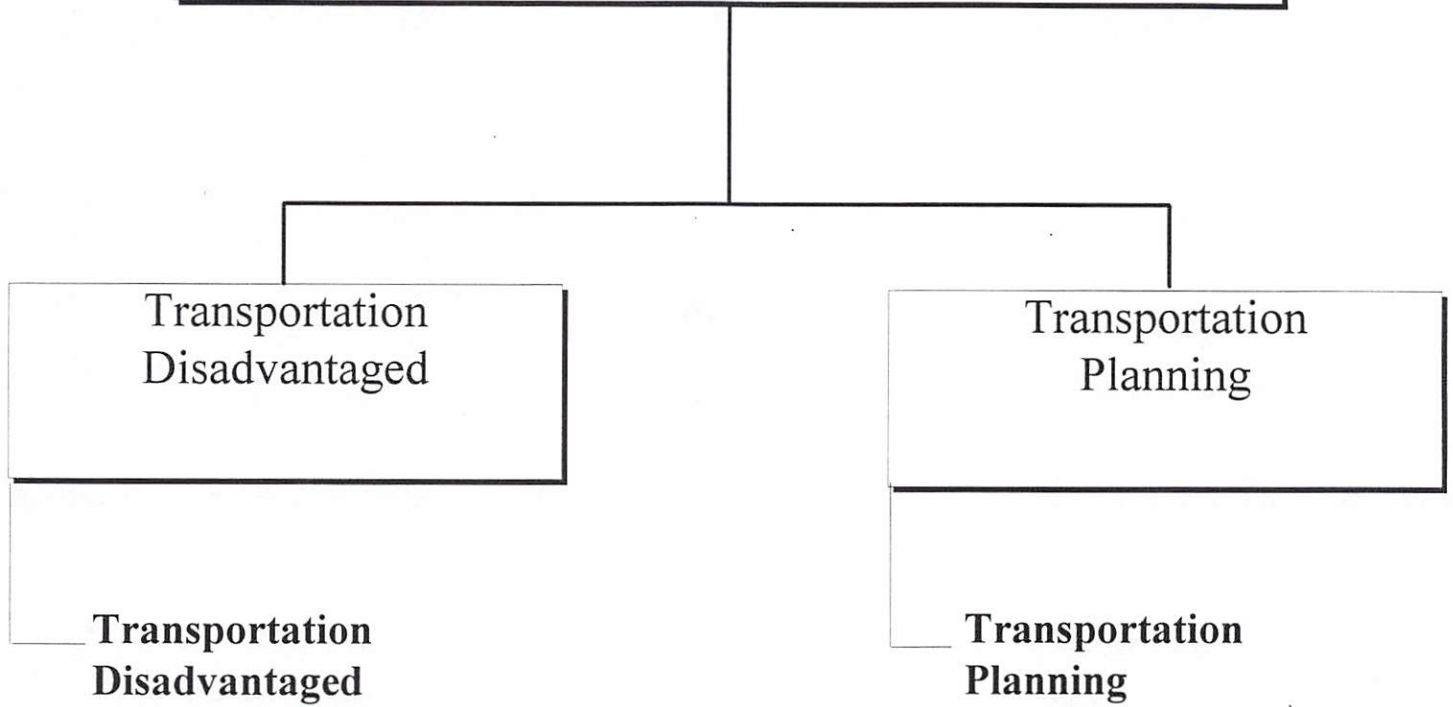 Transportation
Disadvantaged
Transportation
Planning
Transportation
Disadvantaged
Transportation
Planning